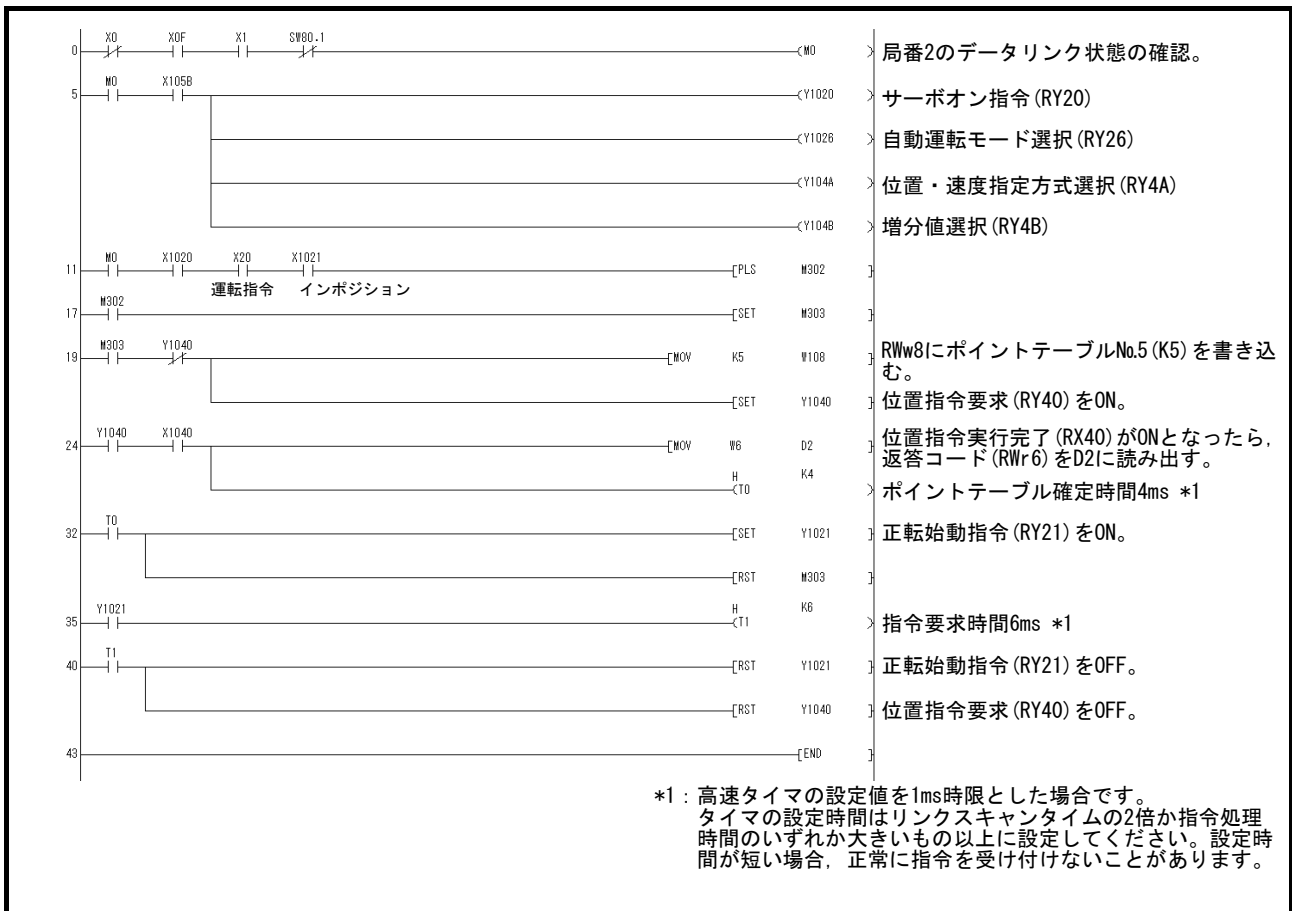 X0 X0F X1 SW80.1
0 (M0 ) 局番2のデータリンク状態の確認。
M0 X105B
5 (Y1020 ) サーボオン指令(RY20)
(Y1026 ) 自動運転モード選択(RY26)
(Y104A ) 位置・速度指定方式選択(RY4A)
(Y104B ) 増分値選択(RY4B)
M0 X1020 X20 X1021
11 [PLS M302 ]
運転指令 インポジション
M302
17 [SET M303 ]
M303 Y1040
19 [MOV K5 W108 ] RWw8にポイントテーブル№5(K5)を書き込
む。
[SET Y1040 ] 位置指令要求(RY40)をON。
Y1040 X1040
24 [MOV W6 D2 ] 位置指令実行完了(RX40)がONとなったら,
返答コード(RWr6)をD2に読み出す。
H K4
(T0 ) ポイントテーブル確定時間4ms *1
T0
32 [SET Y1021 ] 正転始動指令(RY21)をON。
[RST M303 ]
Y1021 H K6
35 (T1 ) 指令要求時間6ms *1
T1
40 [RST Y1021 ] 正転始動指令(RY21)をOFF。
[RST Y1040 ] 位置指令要求(RY40)をOFF。
43 [END ]
*1：高速タイマの設定値を1ms時限とした場合です。
タイマの設定時間はリンクスキャンタイムの2倍か指令処理
時間のいずれか大きいもの以上に設定してください。設定時
間が短い場合，正常に指令を受け付けないことがあります。